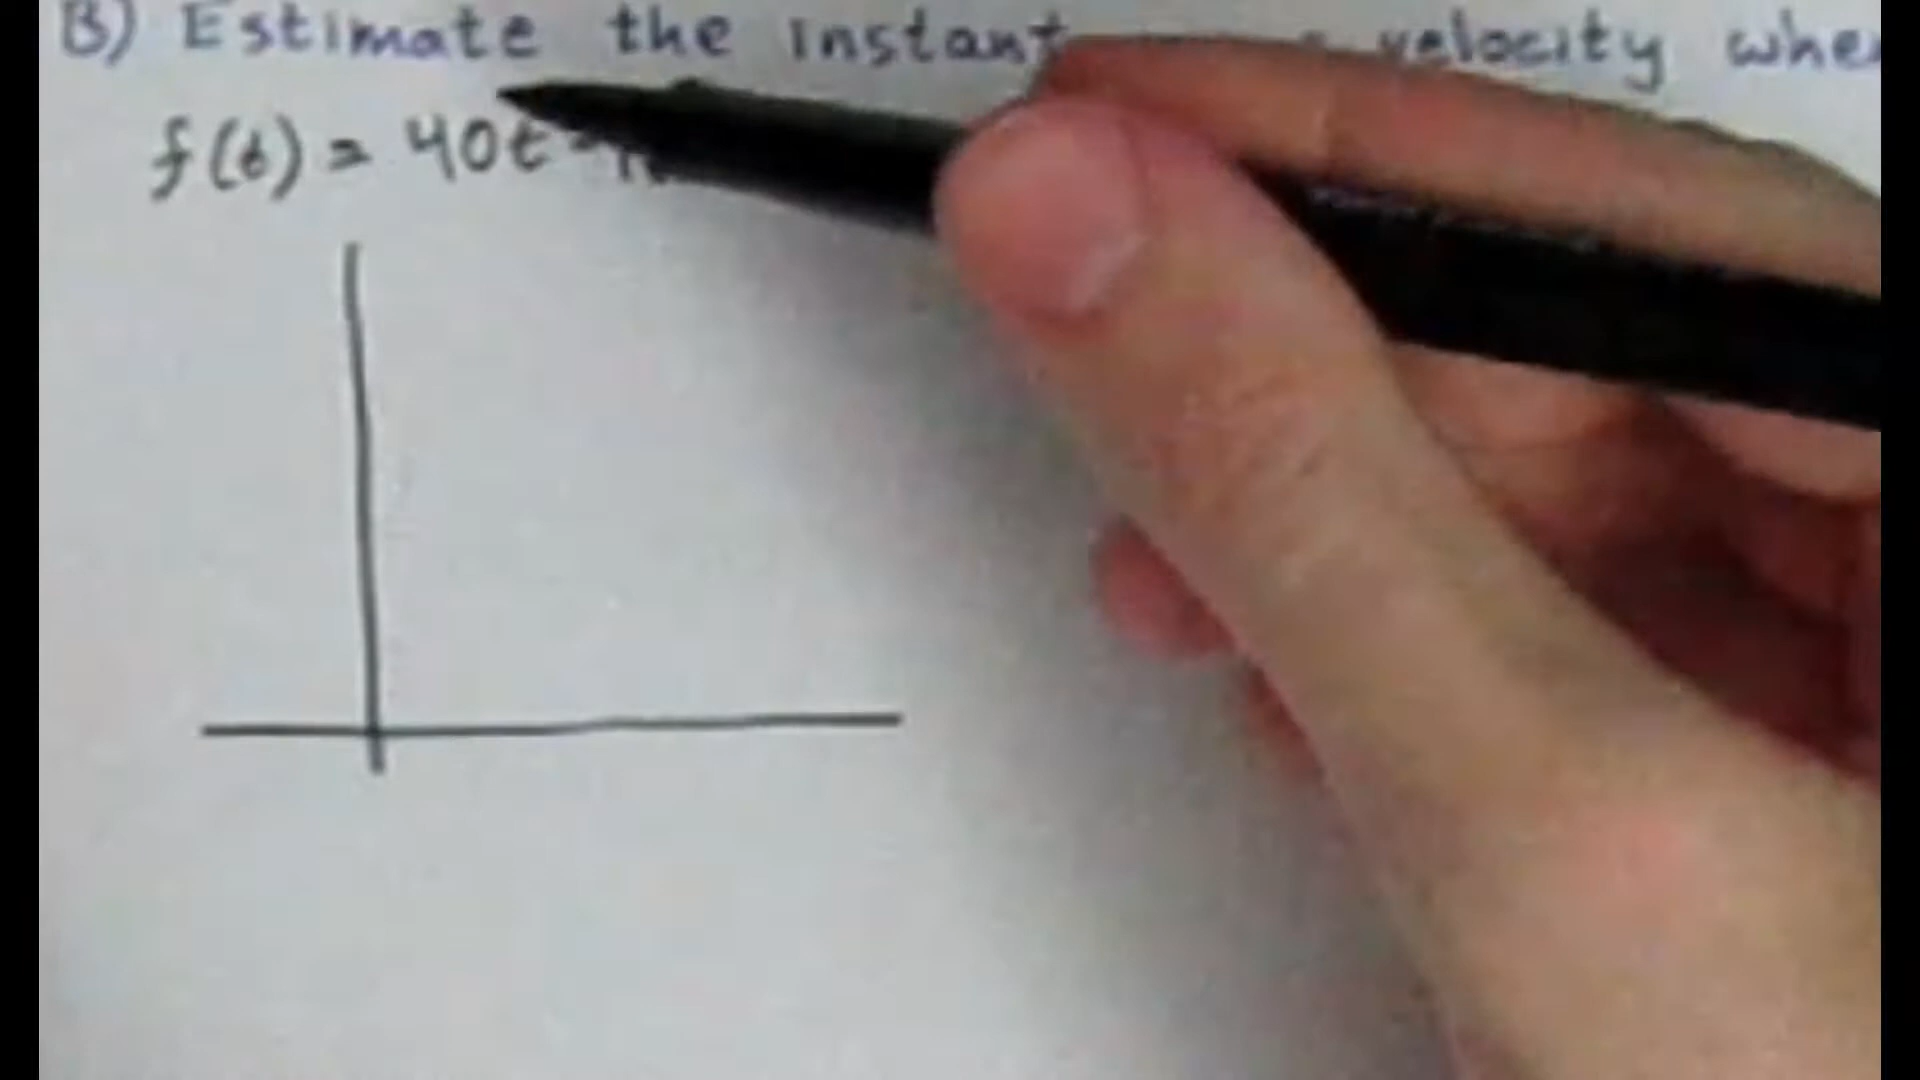 B) Estimate the instant velocity whe
f(t) = 40t -